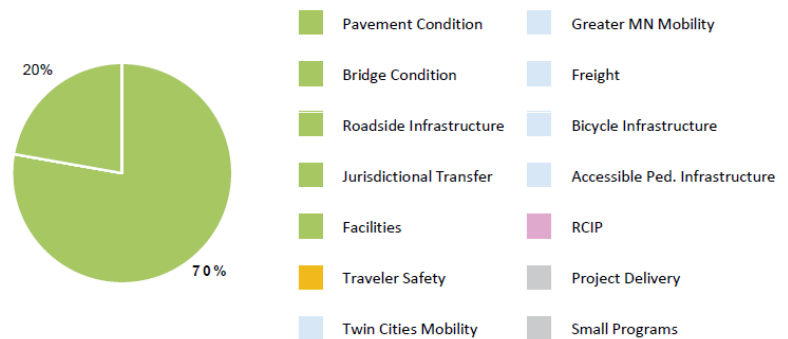 20%
70%
Pavement Condition
Bridge Condition
Roadside Infrastructure
Jurisdictional Transfer
Facilities
Traveler Safety
Twin Cities Mobility
Greater MN Mobility
Freight
Bicycle Infrastructure
Accessible Ped. Infrastructure
RCIP
Project Delivery
Small Programs